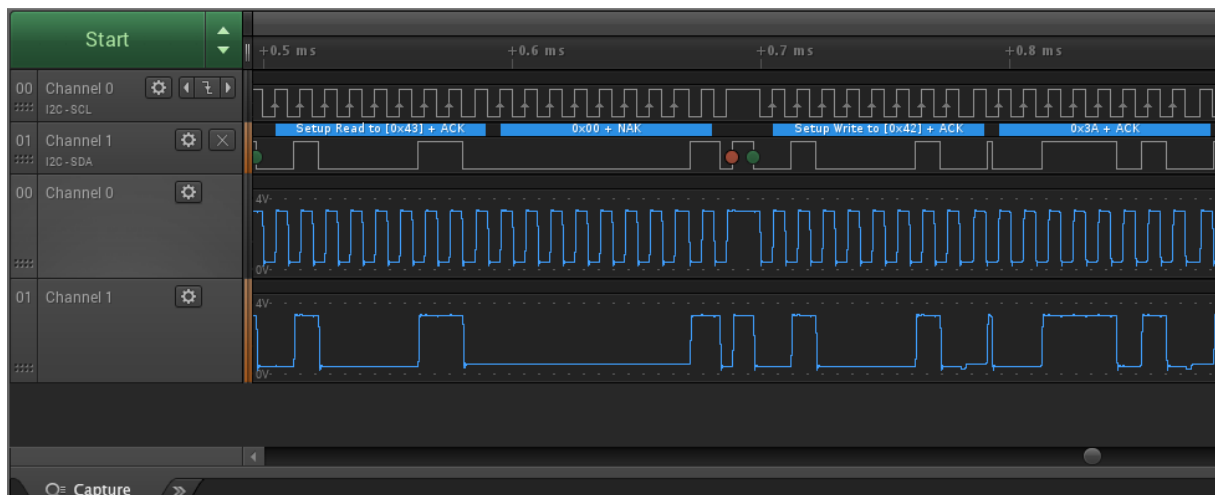 Start
+0.5 ms +0.6 ms +0.7 ms +0.8 ms
00 Channel 0
I2C - SCL
Setup Read to [0x43] + ACK 0x00 + NAK Setup Write to [0x42] + ACK 0x3A + ACK
01 Channel 1
I2C - SDA
00 Channel 0
4V
0V
01 Channel 1
4V
0V
Capture